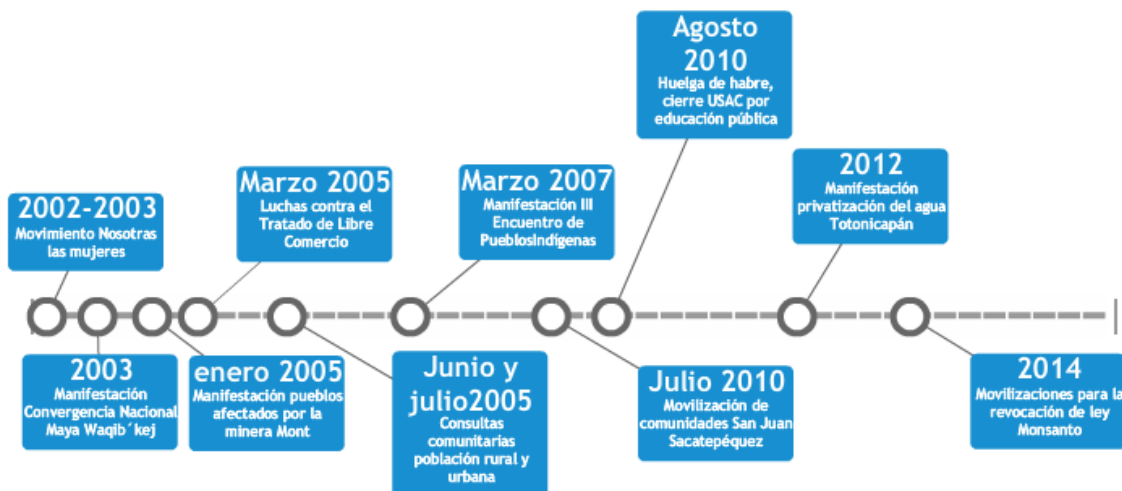 2002-2003
Movimiento Nosotras
las mujeres
2003
Manifestación
Convergencia Nacional
Maya Waqib´kej
enero 2005
Manifestación pueblos
afectados por la
minera Mont
Marzo 2005
Luchas contra el
Tratado de Libre
Comercio
Junio y
julio2005
Consultas
comunitarias
población rural y
urbana
Marzo 2007
Manifestación III
Encuentro de
PueblosIndígenas
Julio 2010
Movilización de
comunidades San Juan
Sacatepéquez
Agosto
2010
Huelga de habre,
cierre USAC por
educación pública
2012
Manifestación
privatización del agua
Totonicapán
2014
Movilizaciones para la
revocación de ley
Monsanto